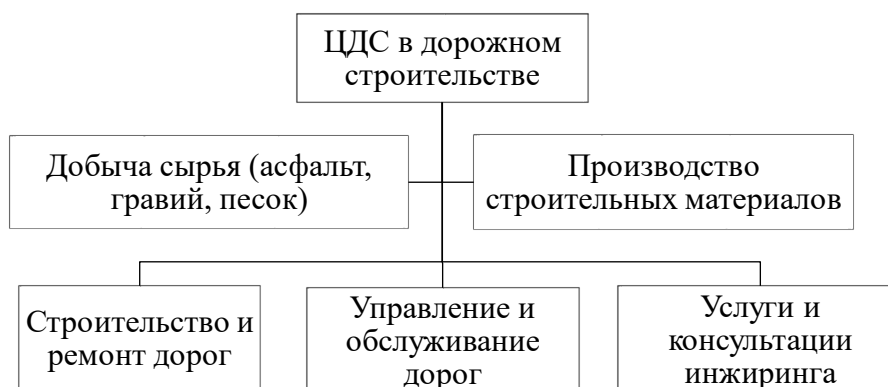 ЦДС в дорожном
строительстве
Добыча сырья (асфальт,
гравий, песок)
Производство
строительных материалов
Строительство и
ремонт дорог
Управление и
обслуживание
дорог
Услуги и
консультации
инжиринга